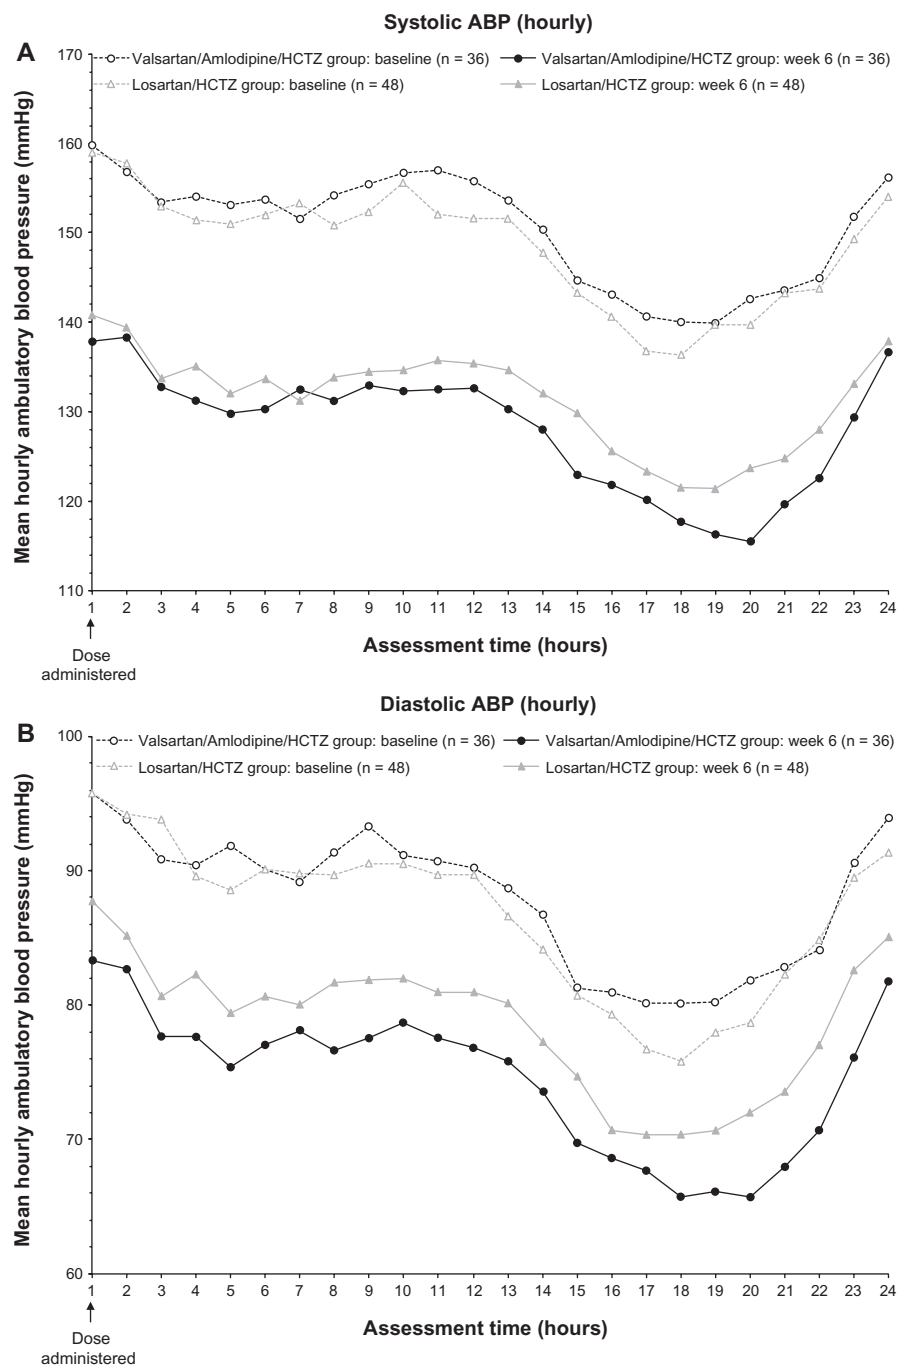 Systolic ABP (hourly)
A
Valsartan/Amlodipine/HCTZ group: baseline (n = 36)
Valsartan/Amlodipine/HCTZ group: week 6 (n = 36)
Losartan/HCTZ group: baseline (n = 48)
Losartan/HCTZ group: week 6 (n = 48)
Mean hourly ambulatory blood pressure (mmHg)
170
160
150
140
130
120
110
1 2 3 4 5 6 7 8 9 10 11 12 13 14 15 16 17 18 19 20 21 22 23 24
Assessment time (hours)
Dose
administered
Diastolic ABP (hourly)
B
Valsartan/Amlodipine/HCTZ group: baseline (n = 36)
Valsartan/Amlodipine/HCTZ group: week 6 (n = 36)
Losartan/HCTZ group: baseline (n = 48)
Losartan/HCTZ group: week 6 (n = 48)
Mean hourly ambulatory blood pressure (mmHg)
100
90
80
70
60
1 2 3 4 5 6 7 8 9 10 11 12 13 14 15 16 17 18 19 20 21 22 23 24
Assessment time (hours)
Dose
administered